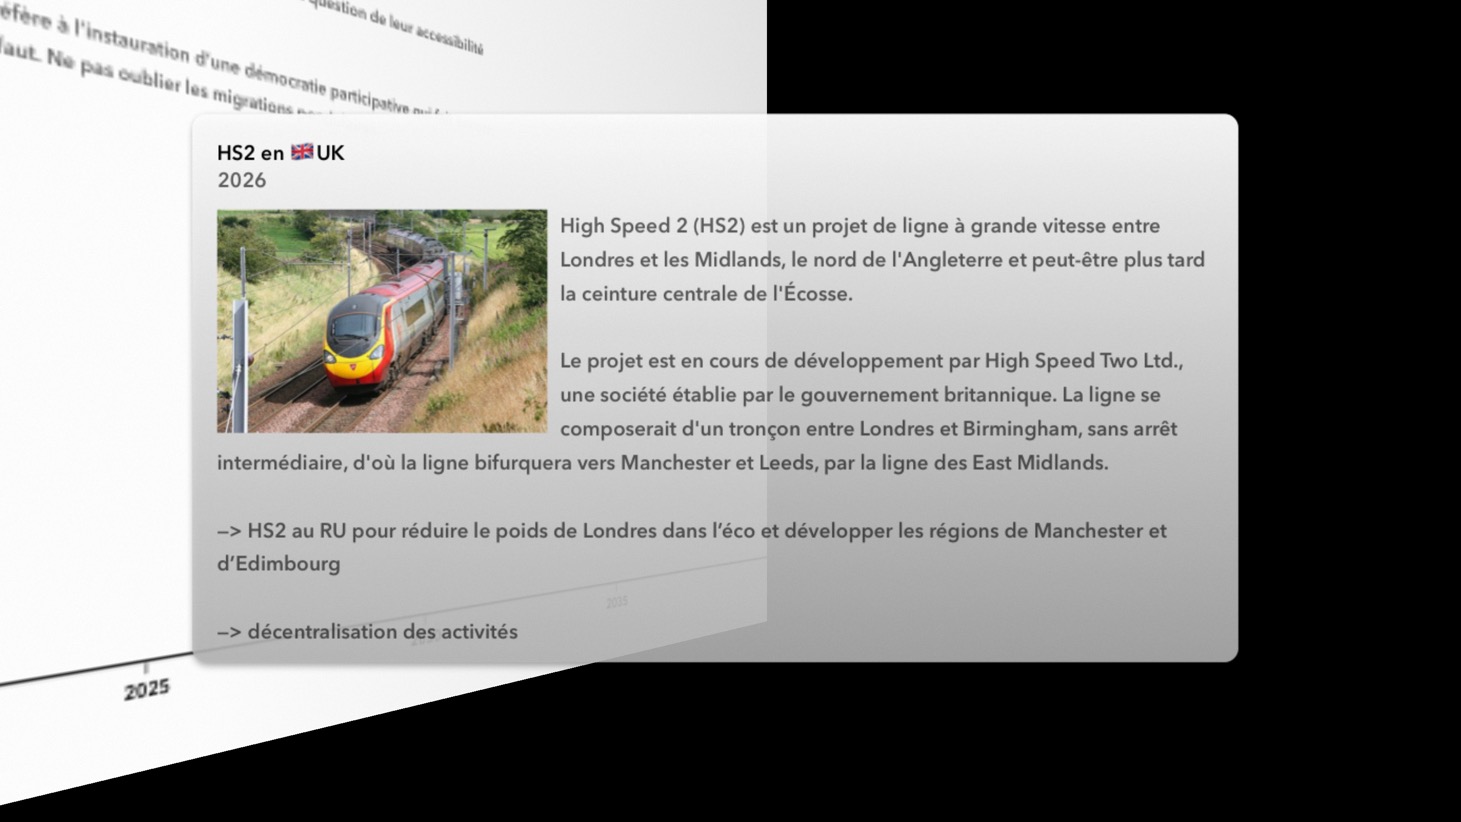 question de leur accessibilité
éfère à l'instauration d'une démocratie participative
faut. Ne pas oublier les migrations
HS2 en 🇬🇧UK
2026
High Speed 2 (HS2) est un projet de ligne à grande vitesse entre
Londres et les Midlands, le nord de l'Angleterre et peut-être plus tard
la ceinture centrale de l'Écosse.
Le projet est en cours de développement par High Speed Two Ltd.,
une société établie par le gouvernement britannique. La ligne se
composerait d'un tronçon entre Londres et Birmingham, sans arrêt
intermédiaire, d'où la ligne bifurquera vers Manchester et Leeds, par la ligne des East Midlands.
—> HS2 au RU pour réduire le poids de Londres dans l’éco et développer les régions de Manchester et
d’Edimbourg
2035
—> décentralisation des activités
2025